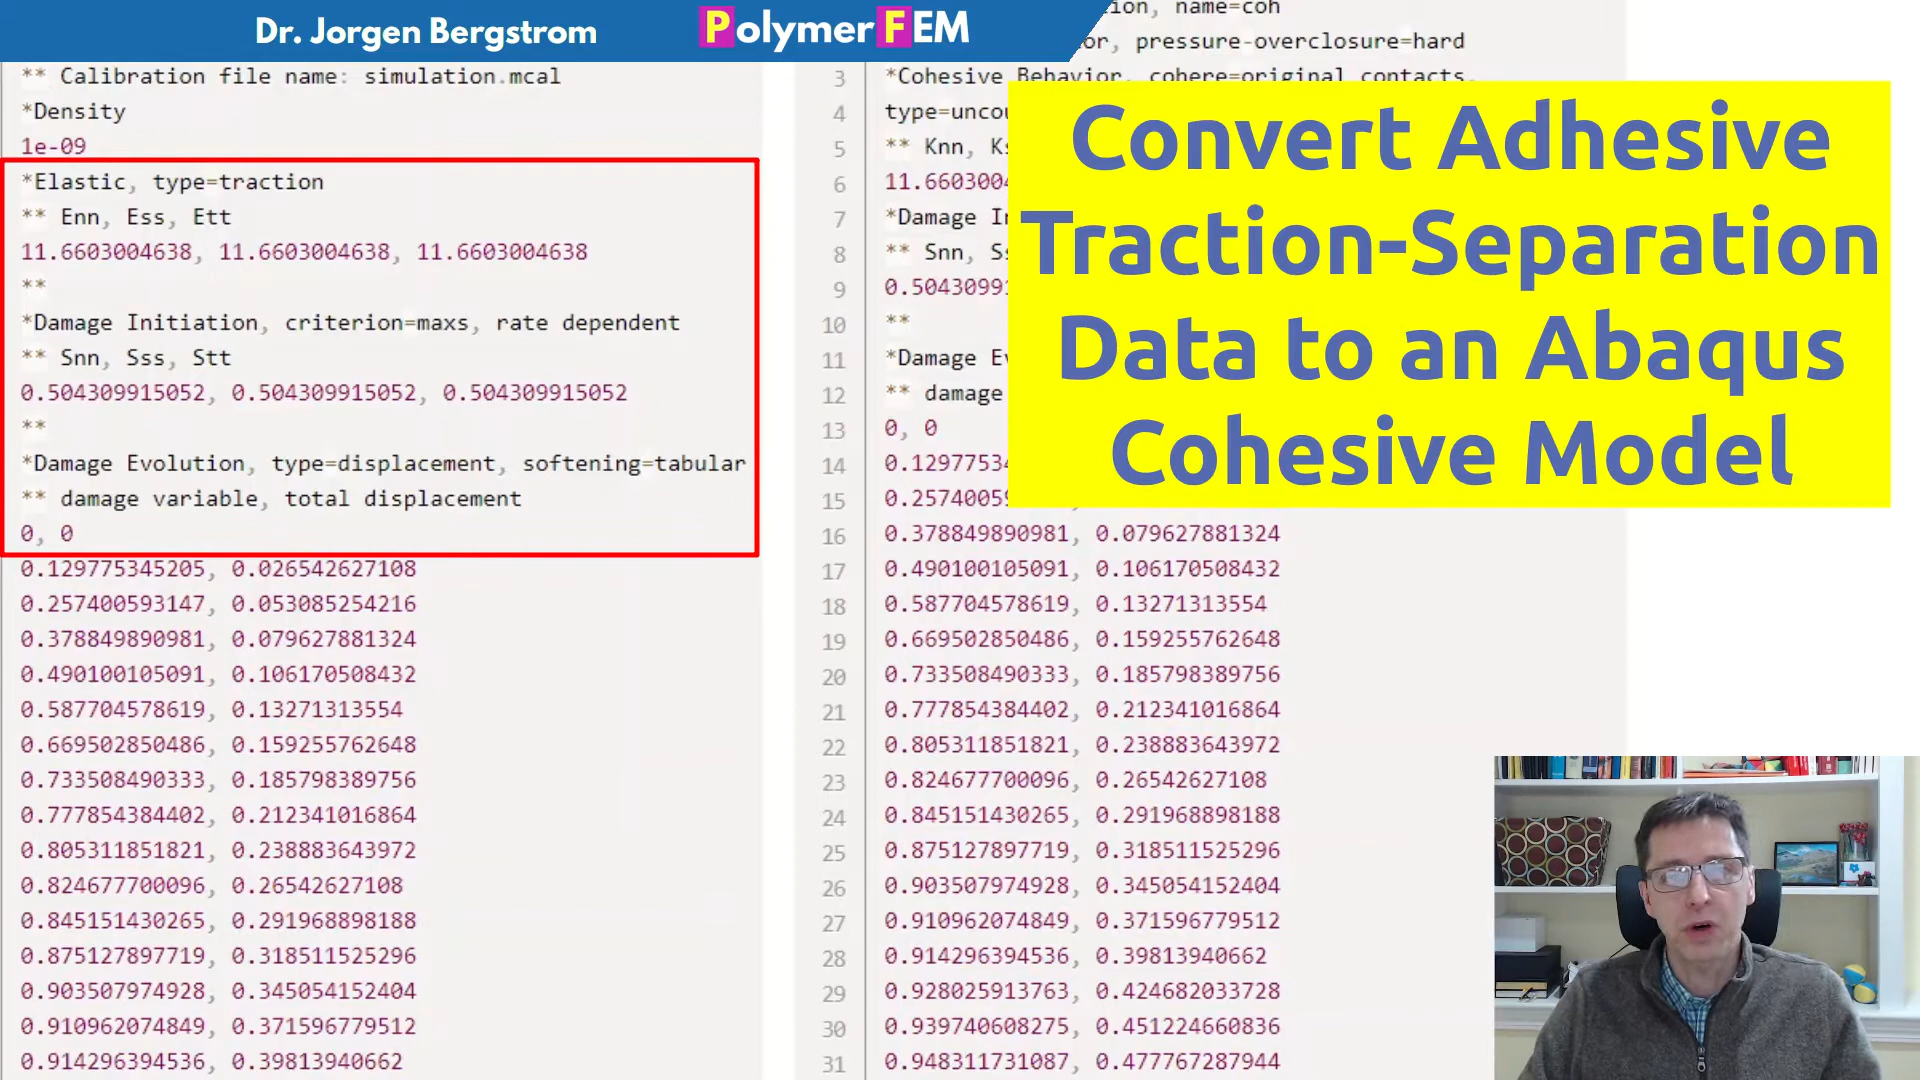 Dr. Jorgen Bergstrom
PolymerFEM
** Calibration file name: simulation.mcal
*Density
1e-09
*Elastic, type=traction
** Enn, Ess, Ett
11.6603004638, 11.6603004638, 11.6603004638
**
*Damage Initiation, criterion=maxs, rate dependent
** Snn, Sss, Stt
0.504309915052, 0.504309915052, 0.504309915052
**
*Damage Evolution, type=displacement, softening=tabular
** damage variable, total displacement
0, 0
0.129775345205, 0.026542627108
0.257400593147, 0.053085254216
0.378849890981, 0.079627881324
0.490100105091, 0.106170508432
0.587704578619, 0.13271313554
0.669502850486, 0.159255762648
0.733508490333, 0.185798389756
0.777854384402, 0.212341016864
0.805311851821, 0.238883643972
0.824677700096, 0.26542627108
0.845151430265, 0.291968898188
0.875127897719, 0.318511525296
0.903507974928, 0.345054152404
0.910962074849, 0.371596779512
0.914296394536, 0.39813940662
name=coh
pressure-overclosure=hard
3 *Cohesive Behavior, cohere=original contacts,
4 type=uncou
5 ** Knn, Ks
6 11.6603004
7 *Damage In
8 ** Snn, Ss
9 0.5043099
10 **
11 *Damage Ev
12 ** damage
13 0, 0
14 0.1297753
15 0.2574005
16 0.378849890981, 0.079627881324
17 0.490100105091, 0.106170508432
18 0.587704578619, 0.13271313554
19 0.669502850486, 0.159255762648
20 0.733508490333, 0.185798389756
21 0.777854384402, 0.212341016864
22 0.805311851821, 0.238883643972
23 0.824677700096, 0.26542627108
24 0.845151430265, 0.291968898188
25 0.875127897719, 0.318511525296
26 0.903507974928, 0.345054152404
27 0.910962074849, 0.371596779512
28 0.914296394536, 0.39813940662
29 0.928025913763, 0.424682033728
30 0.939740608275, 0.451224660836
31 0.948311731087, 0.477767287944
Convert Adhesive
Traction-Separation
Data to an Abaqus
Cohesive Model